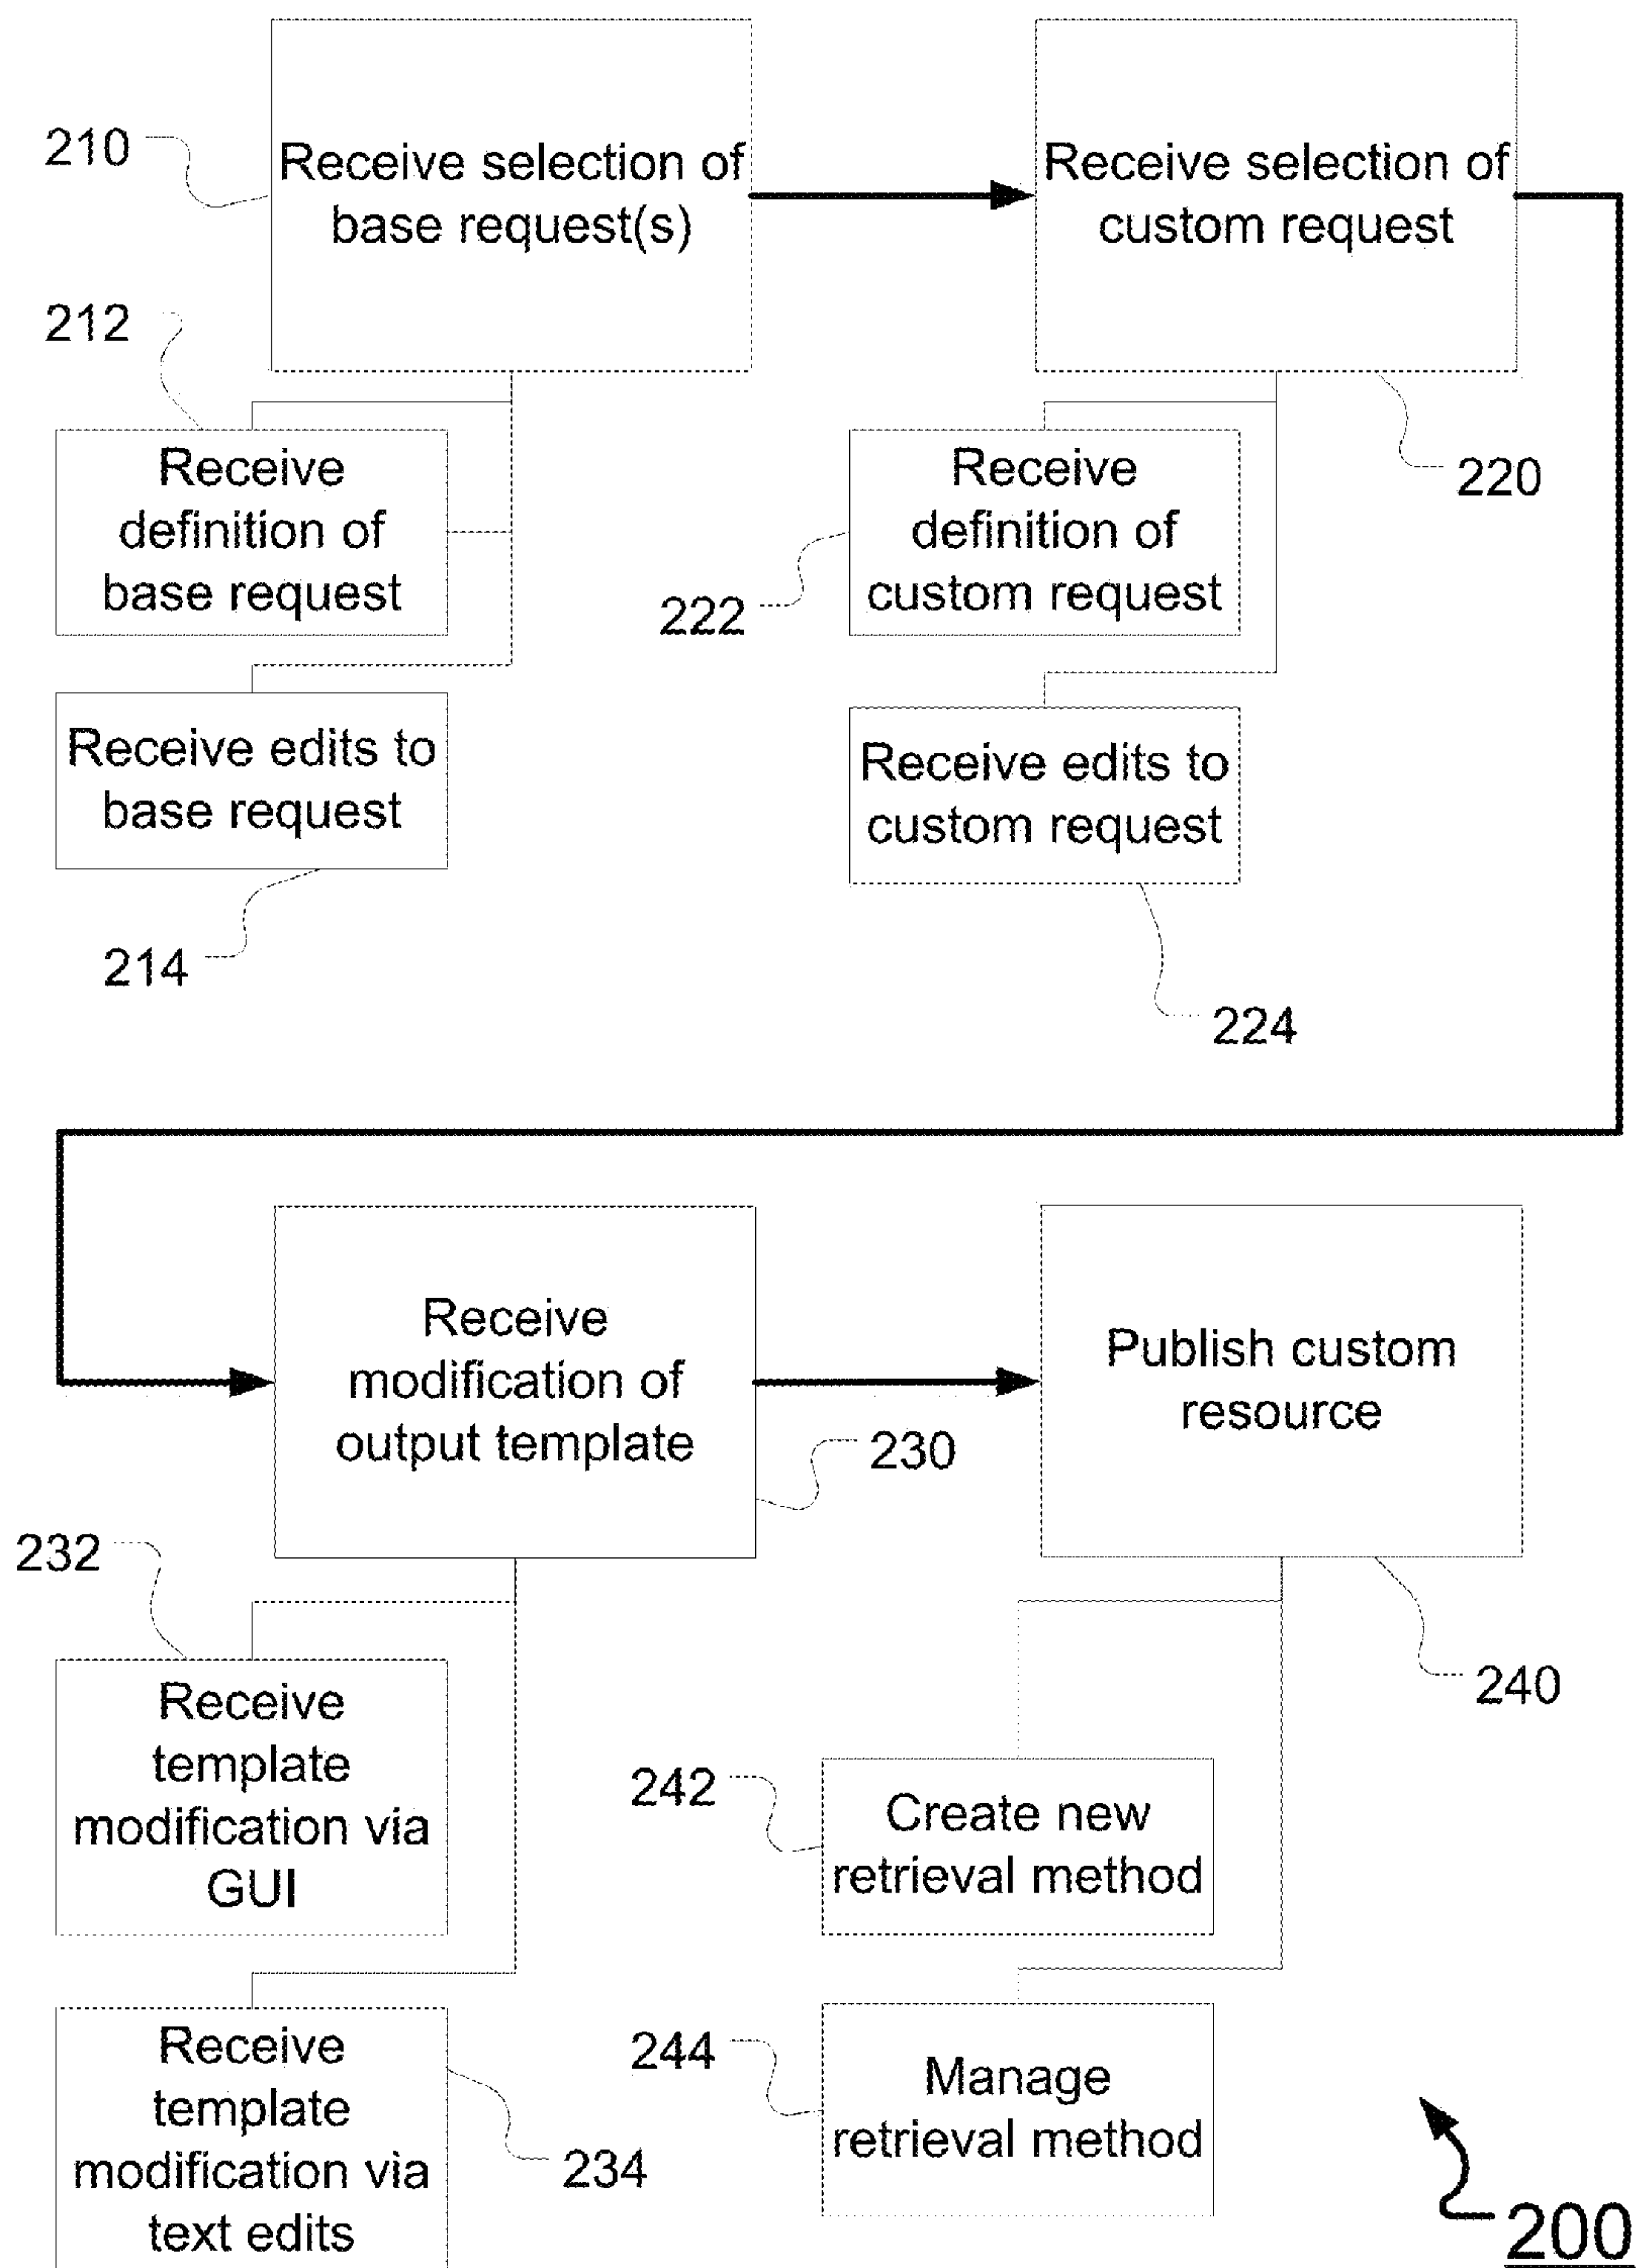 210
Receive selection of
base request(s)
Receive selection of
custom request
212
Receive
definition of
base request
220
222
Receive
definition of
custom request
Receive edits to
base request
214
Receive edits to
custom request
224
Receive
modification of
output template
230
Publish custom
resource
232
Receive
template
modification via
GUI
240
242
Create new
retrieval method
Receive
template
modification via
text edits
234
244
Manage
retrieval method
200